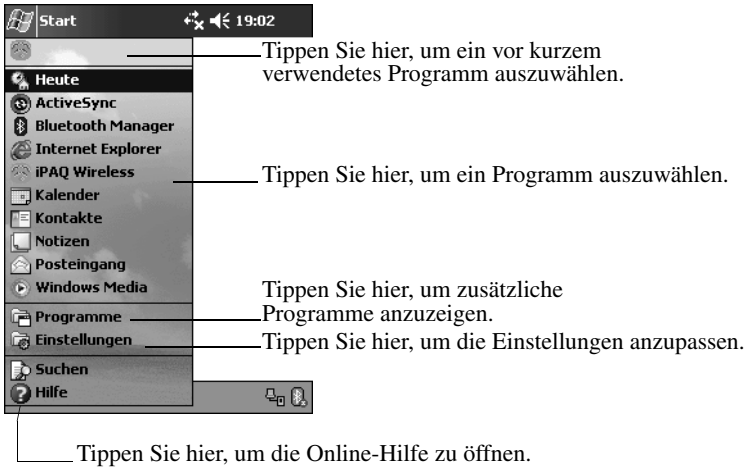 Start 19:02
Tippen Sie hier, um ein vor kurzem
verwendetes Programm auszuwählen.
Heute
ActiveSync
Bluetooth Manager
Internet Explorer
iPAQ Wireless
Tippen Sie hier, um ein Programm auszuwählen.
Kalender
Kontakte
Notizen
Posteingang
Windows Media
Tippen Sie hier, um zusätzliche
Programme anzuzeigen.
Programme
Einstellungen
Tippen Sie hier, um die Einstellungen anzupassen.
Suchen
Hilfe
Tippen Sie hier, um die Online-Hilfe zu öffnen.